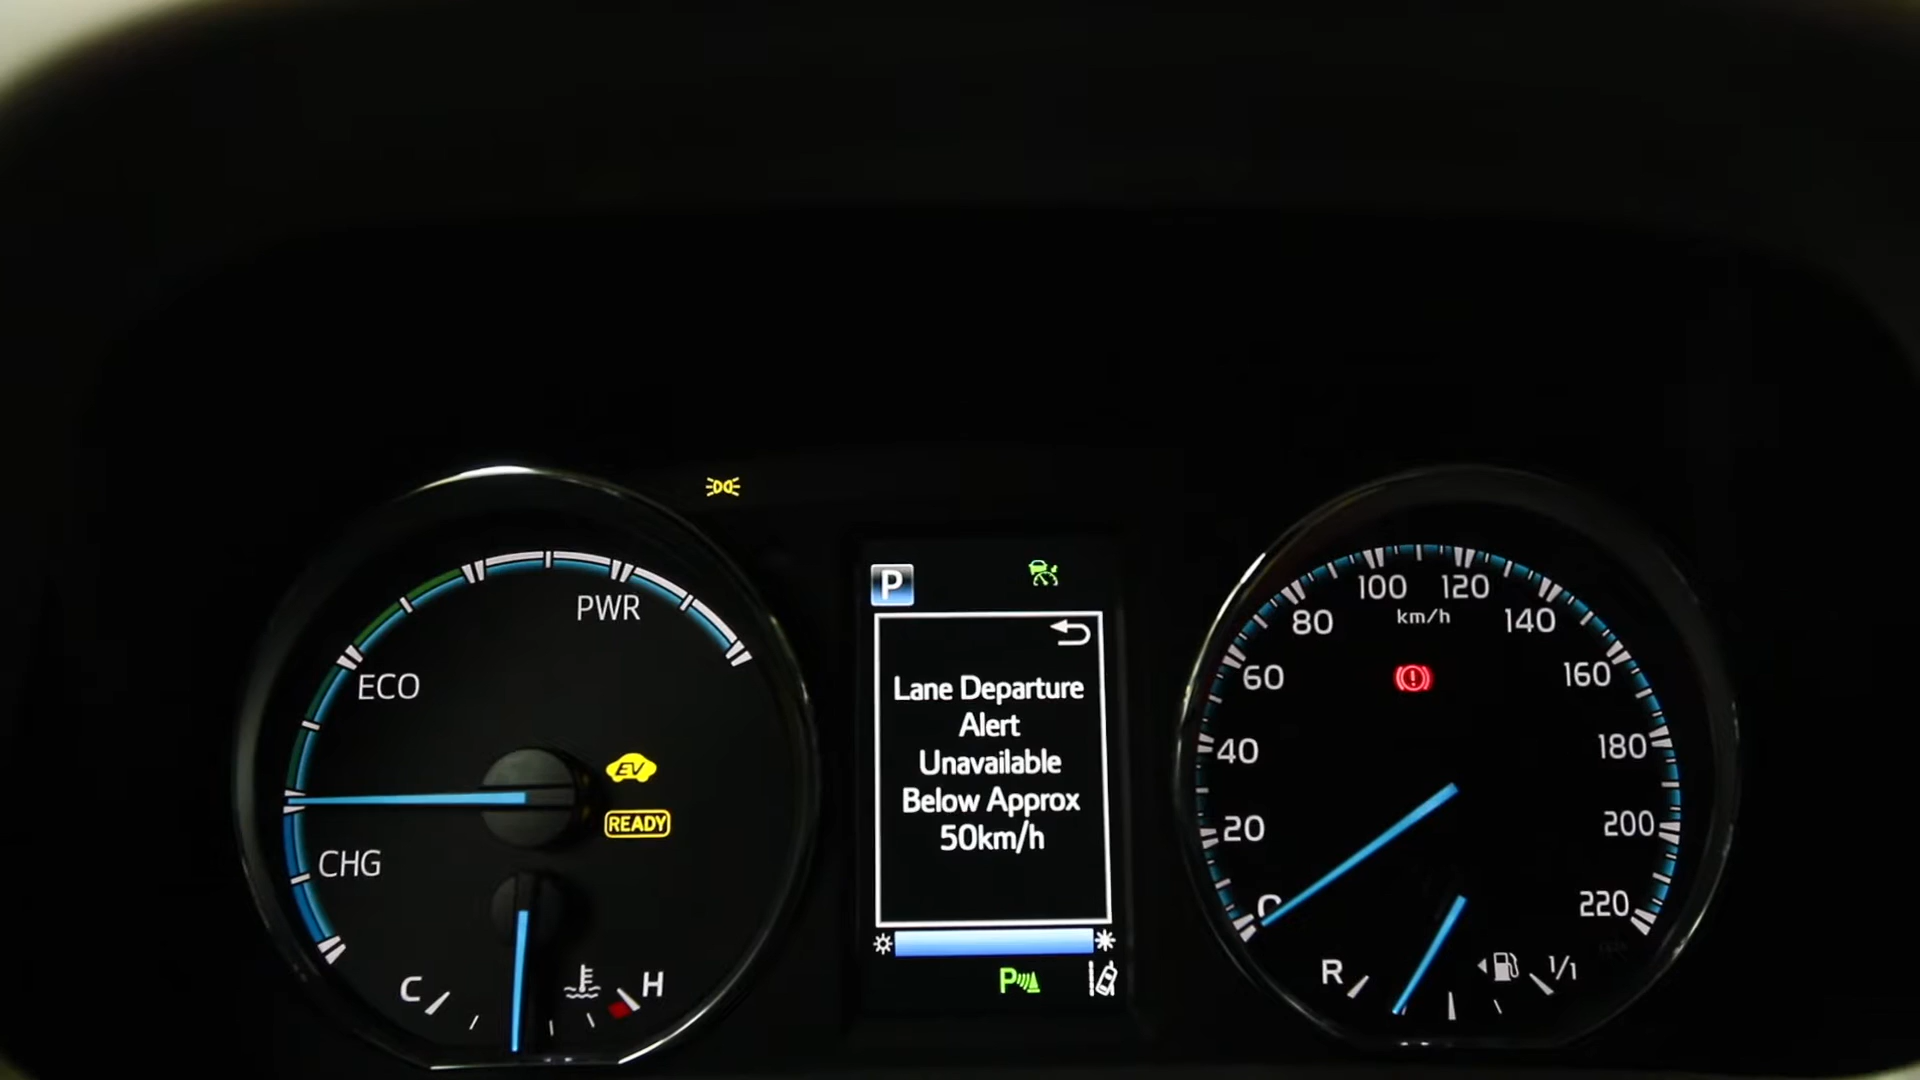 PWR
ECO
EV
READY
CHG
C
H
P
Lane Departure
Alert
Unavailable
Below Approx
50km/h
P
100
120
80
km/h
140
60
160
40
180
20
200
0
220
R
1/1